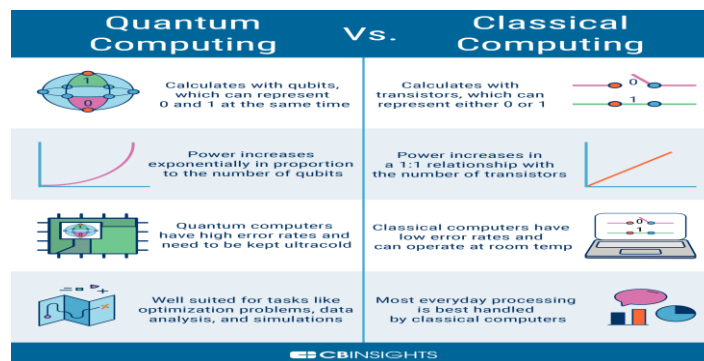 Quantum
Computing
Vs.
Classical
Computing
1
0
Calculates with qubits,
which can represent
0 and 1 at the same time
Calculates with
transistors, which can
represent either 0 or 1
0
1
Power increases
exponentially in proportion
to the number of qubits
Power increases in
a 1:1 relationship with
the number of transistors
Quantum computers
have high error rates and
need to be kept ultracold
Classical computers have
low error rates and
can operate at room temp
0
1
Well suited for tasks like
optimization problems, data
analysis, and simulations
Most everyday processing
is best handled
by classical computers
CBINSIGHTS